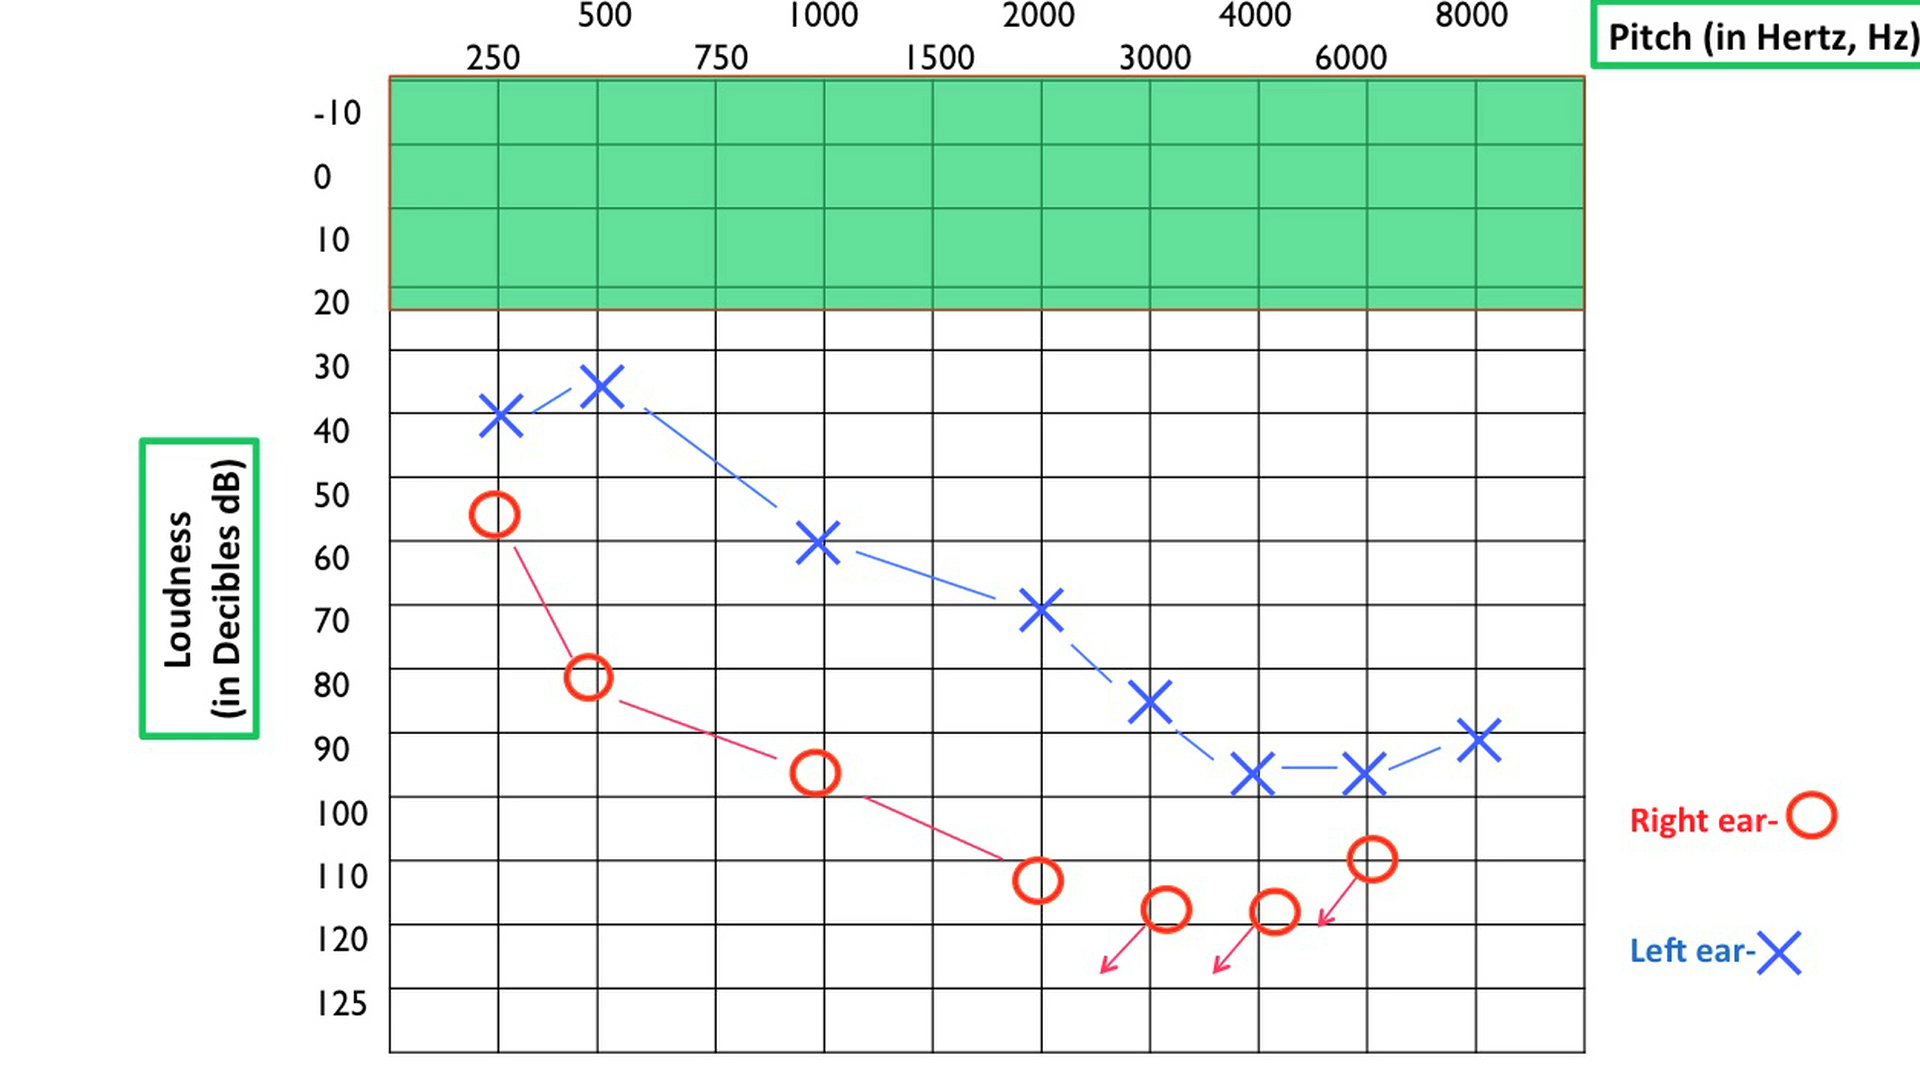 500 1000 2000 4000 8000
250 750 1500 3000 6000
Pitch (in Hertz, Hz)
-10
0
10
20
30
40
50
60
70
80
90
100
110
120
125
Loudness
(in Decibles dB)
Right ear-
Left ear-